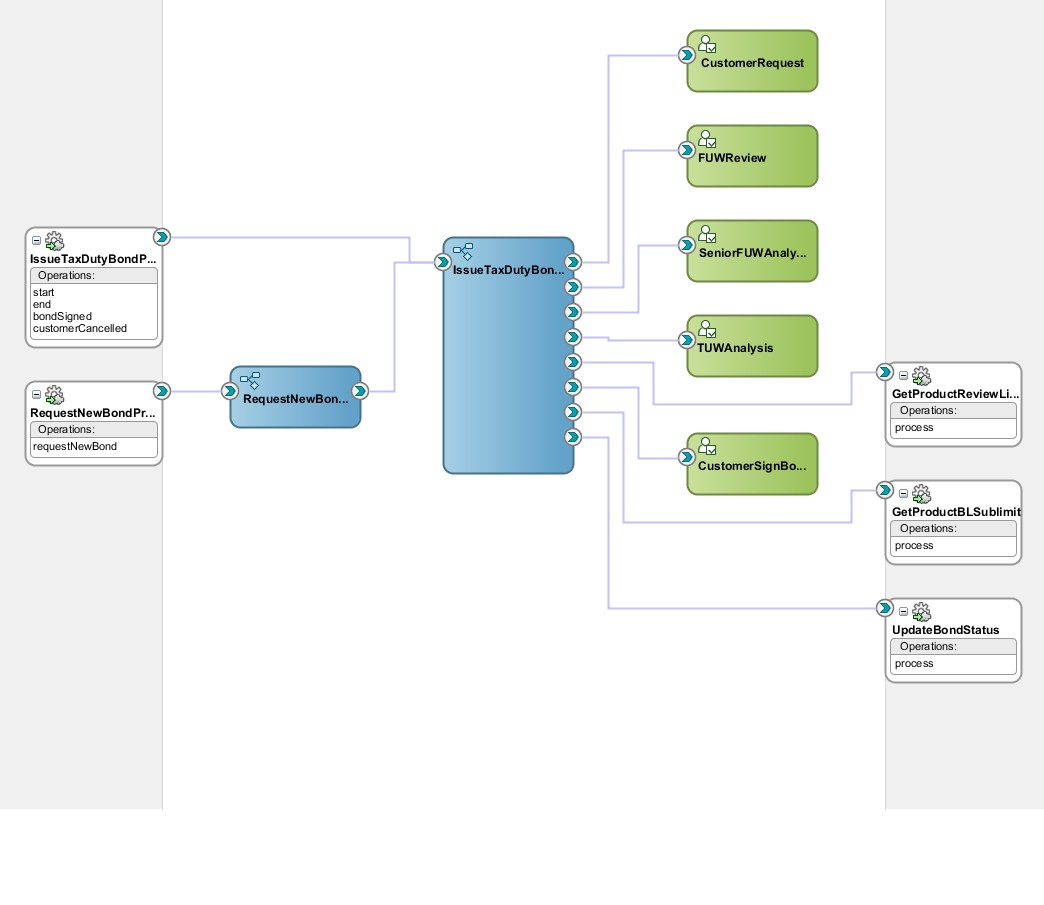 CustomerRequest
FUWReview
SeniorFUWAnaly...
TUWAnalysis
CustomerSignBo...
IssueTaxDutyBondP...
Operations:
start
end
bondSigned
customerCancelled
RequestNewBondPr...
Operations:
requestNewBond
RequestNewBon...
IssueTaxDutyBon...
GetProductReviewLi...
Operations:
process
GetProductBLSublimit
Operations:
process
UpdateBondStatus
Operations:
process